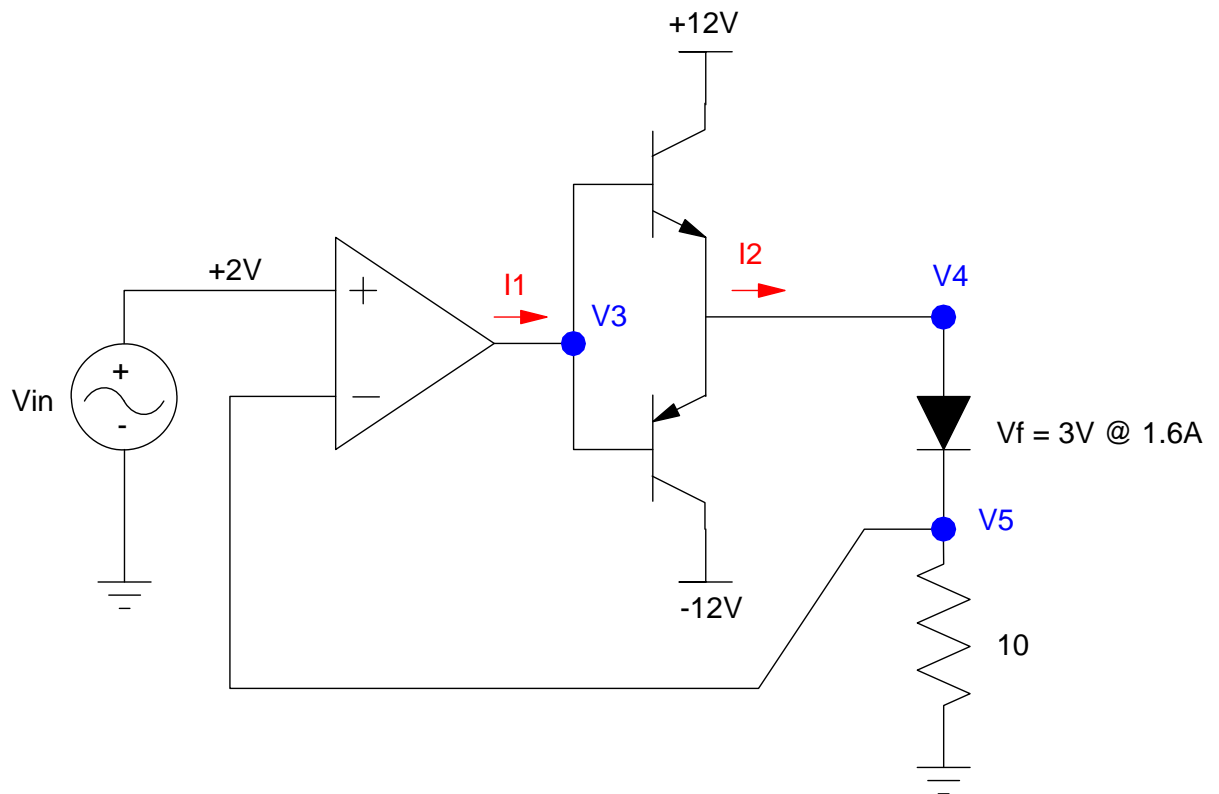 +12V
+2V
I1
I2
V3
V4
+
−
Vin
+
-
Vf = 3V @ 1.6A
V5
-12V
10